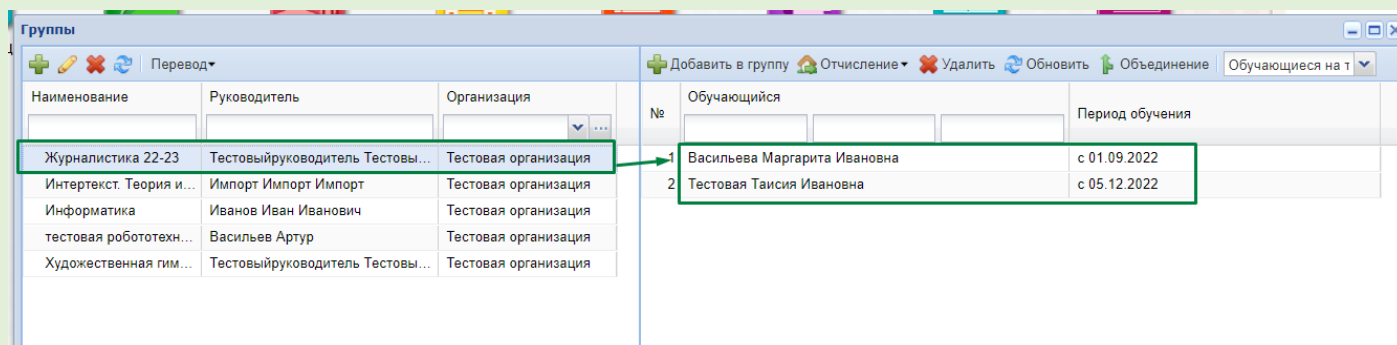 Группы
Перевод
Добавить в группу Отчисление Удалить Обновить Объединение Обучающиеся на т
Наименование Руководитель Организация
№ Обучающийся Период обучения
Журналистика 22-23 Тестовыйруководитель Тестовы... Тестовая организация
1 Васильева Маргарита Ивановна с 01.09.2022
Интертекст. Теория и... Импорт Импорт Импорт Тестовая организация
2 Тестовая Таисия Ивановна с 05.12.2022
Информатика Иванов Иван Иванович Тестовая организация
тестовая робототехн... Васильев Артур Тестовая организация
Художественная гим... Тестовыйруководитель Тестовы... Тестовая организация